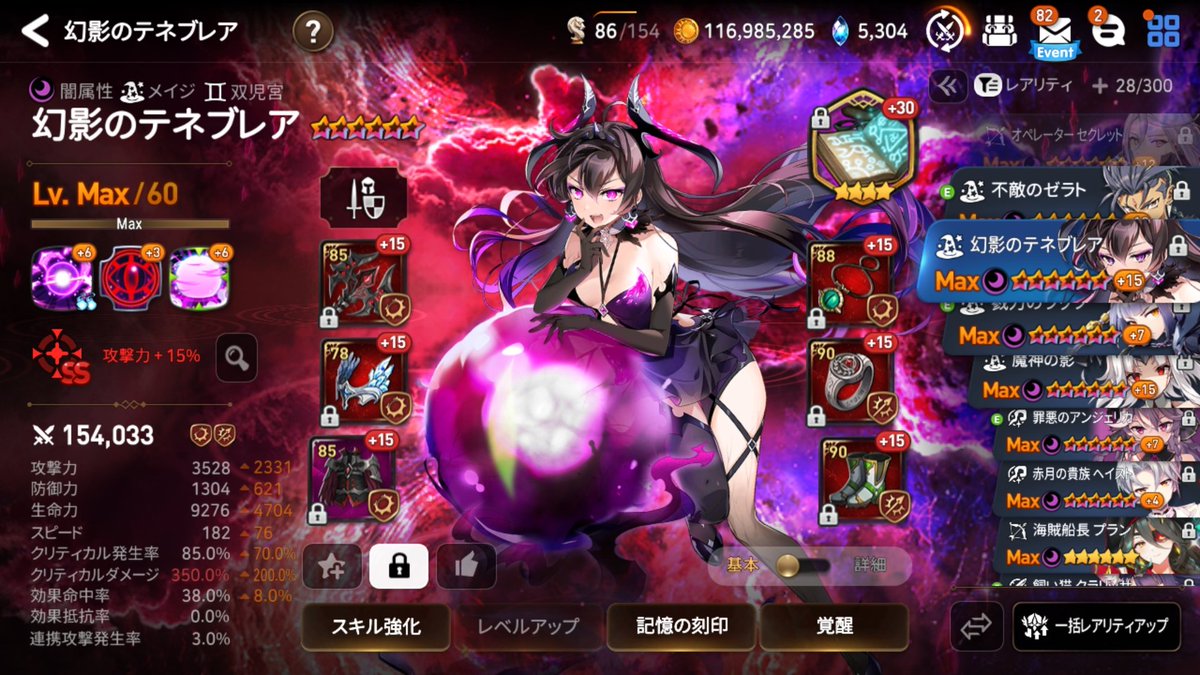 幻影のテネブレア
?
86/154
116,985,285
5,304
82
Event
2
闇属性 メイジ 双児宮
幻影のテネブレア
Lv. Max/60
Max
+6
+3
+6
SS
攻撃力 + 15%
154,033
攻撃力 3528 2331
防御力 1304 621
生命力 9276 4704
スピード 182 76
クリティカル発生率 85.0% 70.0%
クリティカルダメージ 350.0% 200.0%
効果命中率 38.0% 8.0%
効果抵抗率 0.0%
連携攻撃発生率 3.0%
85 +15
78 +15
85 +15
+30
88 +15
90 +15
90 +15
基本 詳細
スキル強化
レベルアップ
記憶の刻印
覚醒
レアリティ
28/300
オペレーター セクレット
E 不敵のゼラト
幻影のテネブレア
Max +15
E
Max +7
魔神の影
Max +15
E 罪悪のアンジェリカ
Max +7
赤月の貴族 ヘイスト
Max +4
海賊船長 フラン
Max
一括レアリティアップ